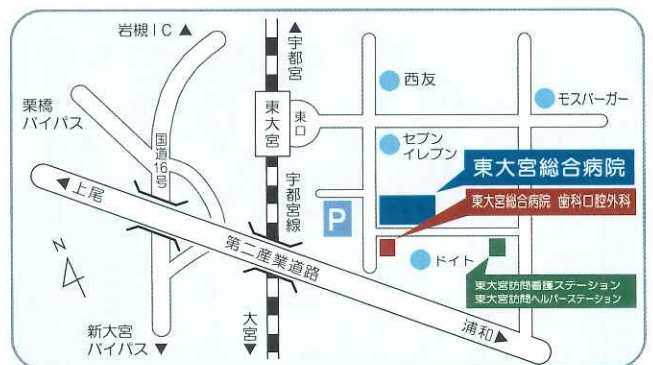 岩槻IC▲
▲宇都宮
西友
モスバーガー
栗橋
バイパス
国道16号
東大宮
東口
セブン
イレブン
東大宮総合病院
東大宮総合病院 歯科口腔外科
◀上尾
宇都宮線
P
N
第二産業道路
ドイト
東大宮訪問看護ステーション
東大宮訪問ヘルパーステーション
新大宮
バイパス▼
大宮▼
浦和▶